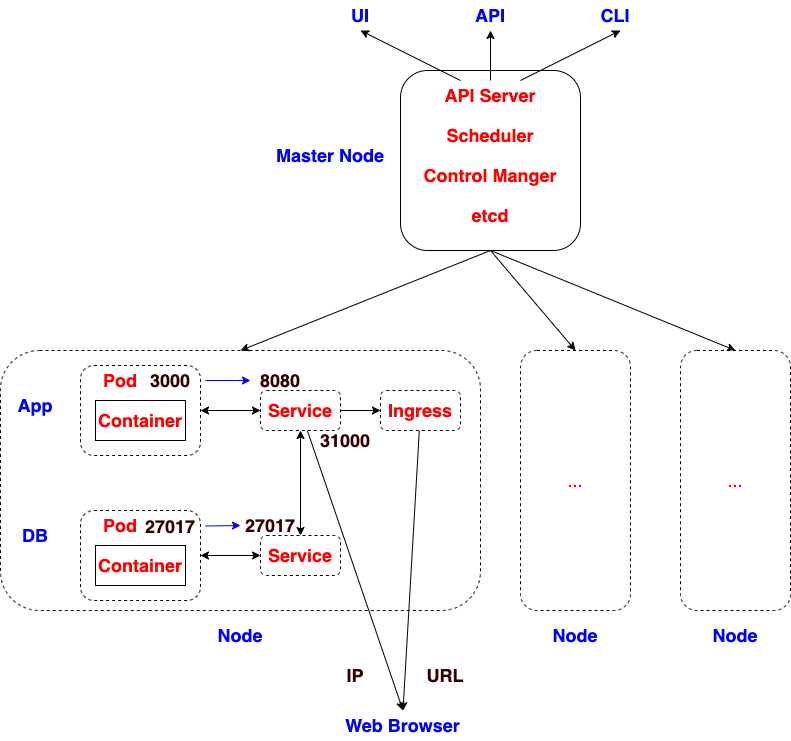 UI
API
CLI
API Server
Scheduler
Master Node
Control Manger
etcd
Pod 3000
8080
App
Container
Service
Ingress
31000
Pod 27017
27017
DB
Container
Service
...
...
Node
Node
Node
IP
URL
Web Browser